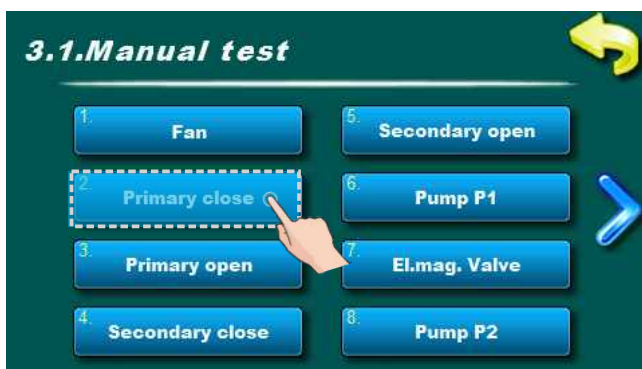 3.1.Manual test
1. Fan
2. Primary close
3. Primary open
4. Secondary close
5. Secondary open
6. Pump P1
7. El.mag. Valve
8. Pump P2